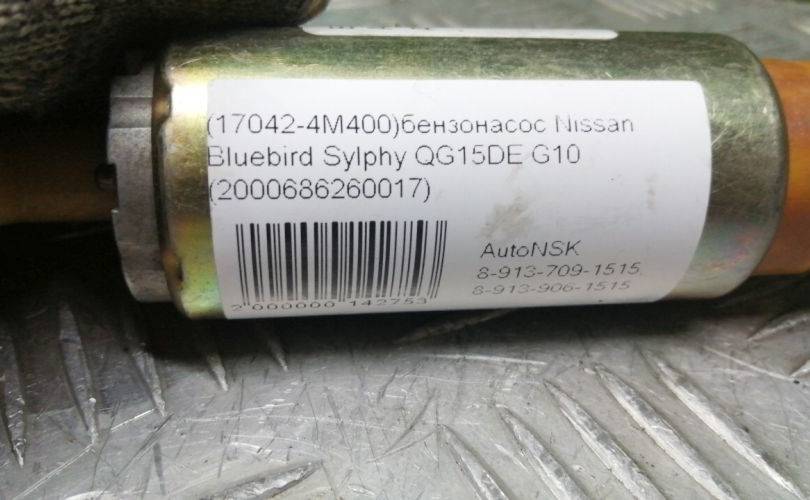 (17042-4M400)бензонасос Nissan
Bluebird Sylphy QG15DE G10
(2000686260017)
2 000000 142753
AutoNSK
8-913-709-1515,
8-913-906-1515